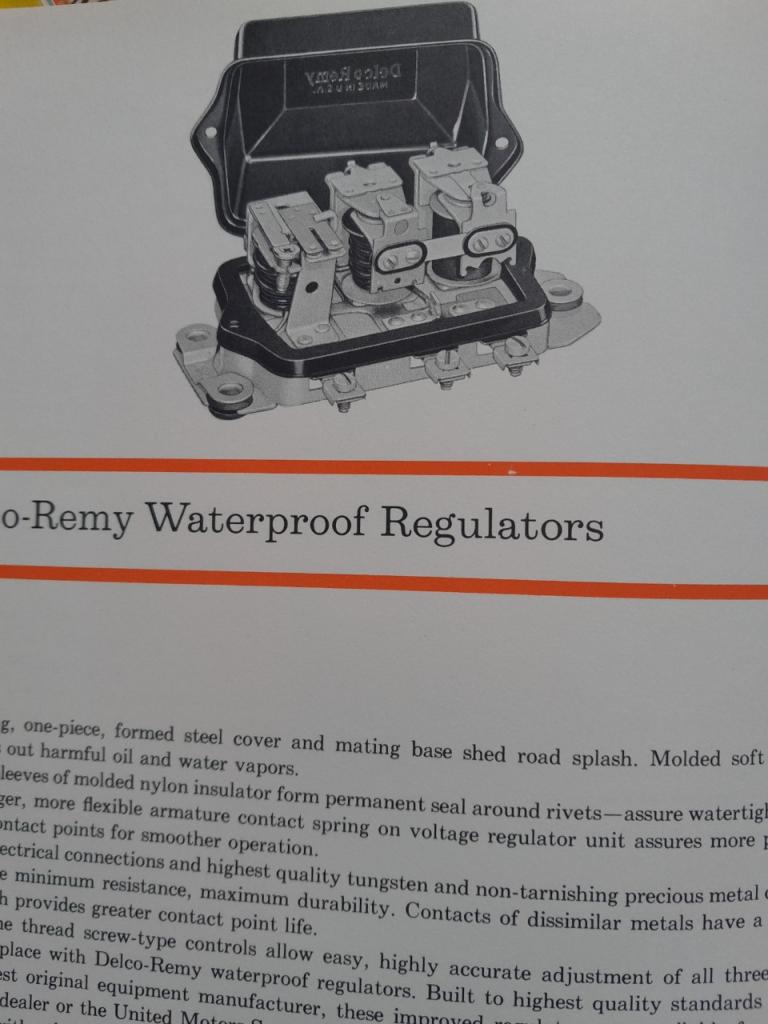 Delco Remy
MADE IN U.S.A.
o-Remy Waterproof Regulators
g, one-piece, formed steel cover and mating base shed road splash. Molded soft
s out harmful oil and water vapors.
leeves of molded nylon insulator form permanent seal around rivets—assure watertigh
ger, more flexible armature contact spring on voltage regulator unit assures more p
ontact points for smoother operation.
ectrical connections and highest quality tungsten and non-tarnishing precious metal c
e minimum resistance, maximum durability. Contacts of dissimilar metals have a
h provides greater contact point life.
ne thread screw-type controls allow easy, highly accurate adjustment of all three
place with Delco-Remy waterproof regulators. Built to highest quality standards
est original equipment manufacturer, these improved
dealer or the United Motors